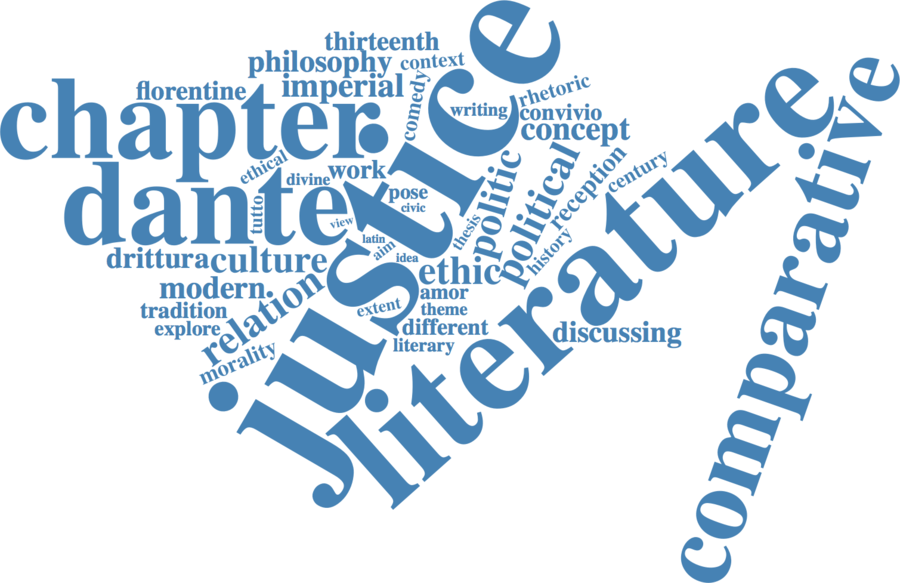 thirteenth
philosophy
context
florentine
imperial
comedy
justice
writing
rhetoric
convivio
concept
chapter
literature
comparative
ethical
divine
work
dante
tutto
pose
civic
view
latin
aim
idea
politic
political
reception
century
thesis
history
drittura
culture
ethic
modern
relation
amor
tradition
extent
theme
explore
different
literary
discussing
morality